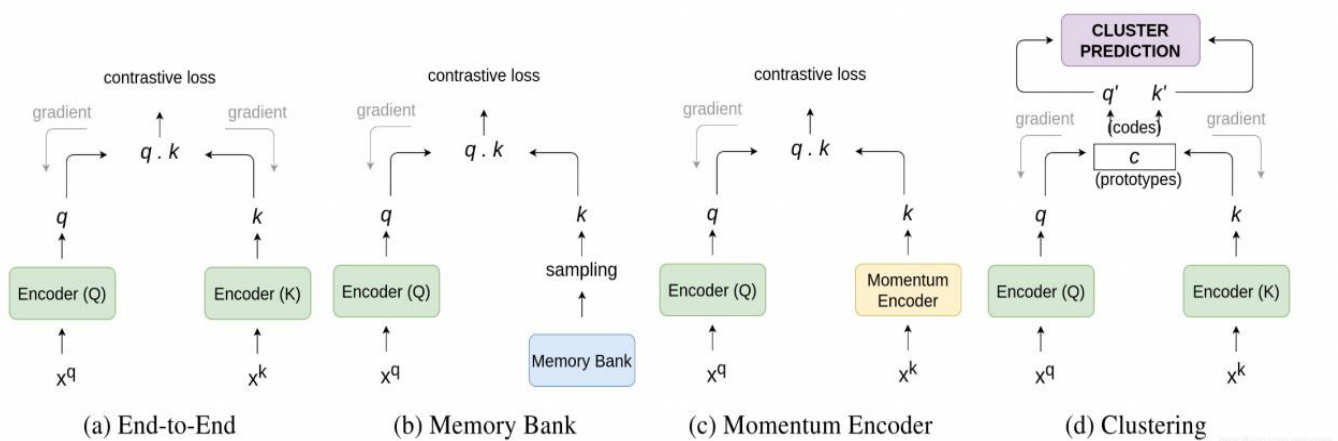 contrastive loss
gradient
gradient
q . k
q
k
Encoder (Q)
Encoder (K)
xq
xk
(a) End-to-End
contrastive loss
gradient
q . k
q
k
sampling
Encoder (Q)
Memory Bank
xq
(b) Memory Bank
contrastive loss
gradient
q . k
q
k
Encoder (Q)
Momentum
Encoder
xq
xk
(c) Momentum Encoder
CLUSTER
PREDICTION
q' k'
gradient
(codes)
gradient
c
(prototypes)
q
k
Encoder (Q)
Encoder (K)
xq
xk
(d) Clustering